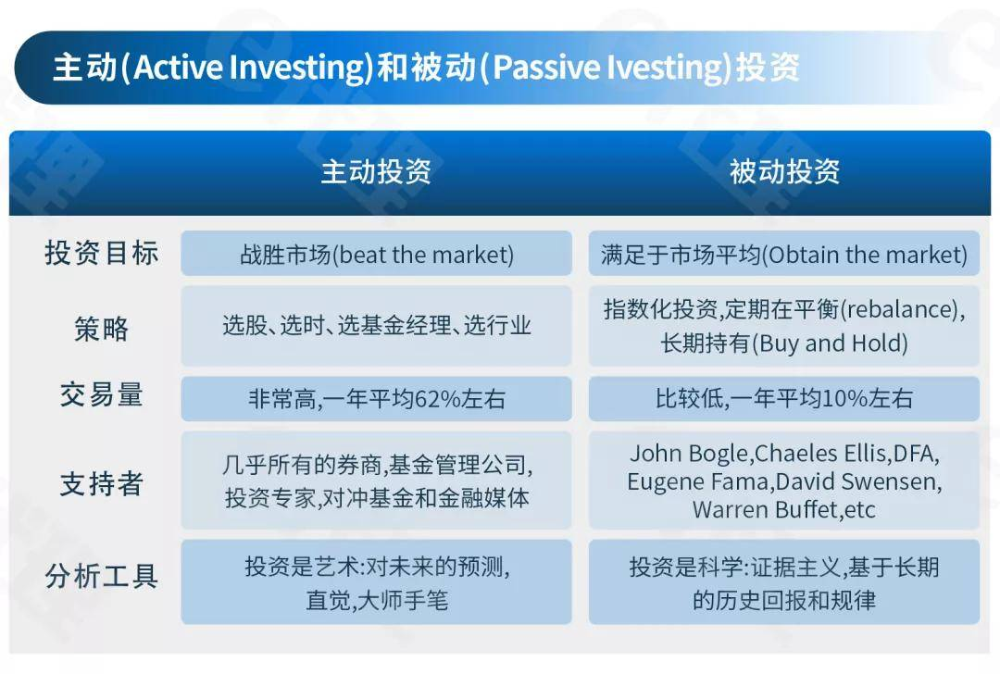 主动(Active Investing)和被动(Passive Ivesting)投资
主动投资
被动投资
投资目标
战胜市场(beat the market)
满足于市场平均(Obtain the market)
策略
选股、选时、选基金经理、选行业
指数化投资,定期在平衡(rebalance),
长期持有(Buy and Hold)
交易量
非常高,一年平均62%左右
比较低,一年平均10%左右
支持者
几乎所有的券商,基金管理公司,
投资专家,对冲基金和金融媒体
John Bogle,Chaeles Ellis,DFA,
Eugene Fama,David Swensen,
Warren Buffet,etc
分析工具
投资是艺术:对未来的预测,
直觉,大师手笔
投资是科学:证据主义,基于长期
的历史回报和规律